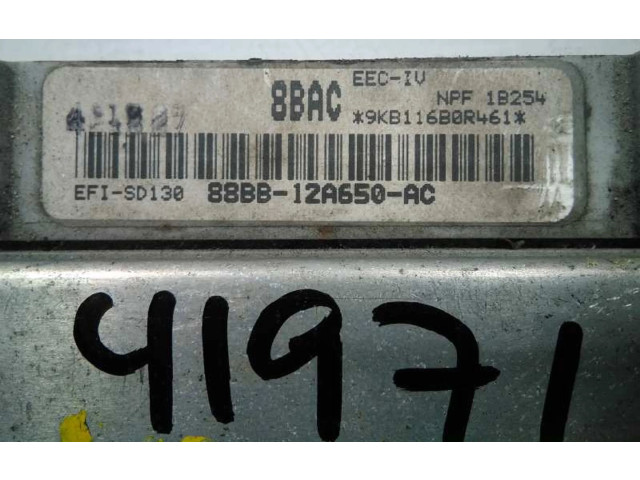 8BAC EEC-IV
NPF 1B254
*9KB116B0R461*
EFI-SD130 88BB-12A650-AC
41971